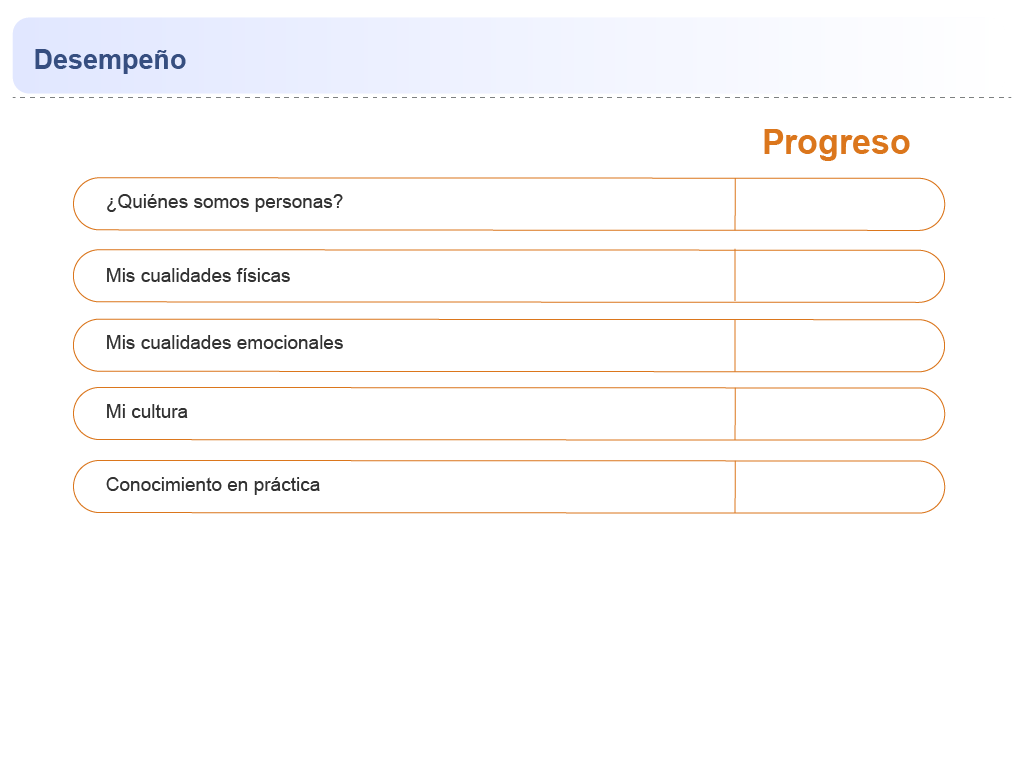 Desempeño
Progreso
¿Quiénes somos personas?
Mis cualidades físicas
Mis cualidades emocionales
Mi cultura
Conocimiento en práctica